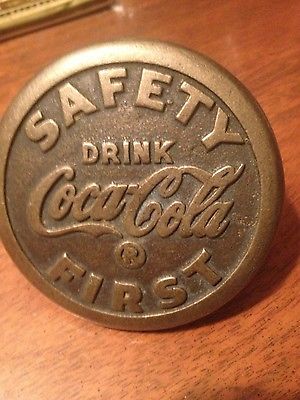 SAFETY
DRINK
Coca-Cola
®
FIRST